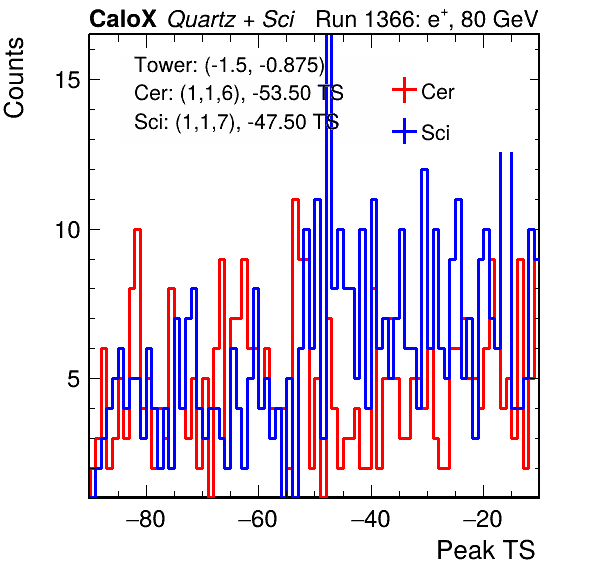 CaloX Quartz + Sci Run 1366: e+, 80 GeV
Counts
Tower: (-1.5, -0.875)
Cer: (1,1,6), -53.50 TS
Sci: (1,1,7), -47.50 TS
Cer
Sci
15
10
5
−80 −60 −40 −20
Peak TS